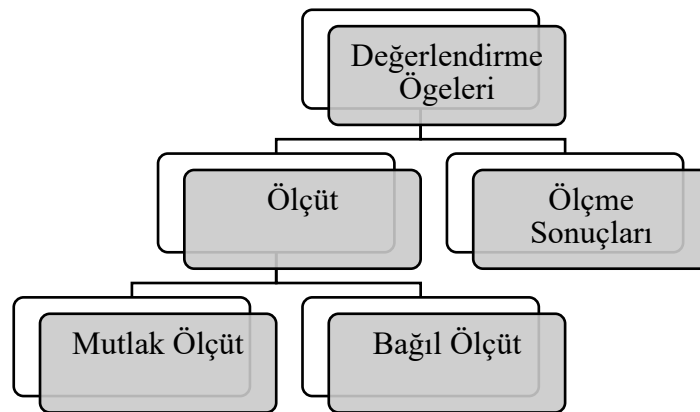 Değerlendirme
Ögeleri
Ölçüt
Ölçme
Sonuçları
Mutlak Ölçüt
Bağıl Ölçüt